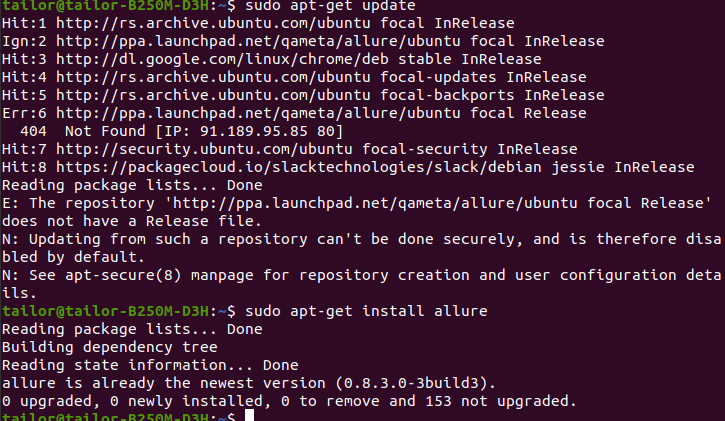 tailor@tailor-B250M-D3H:~$ sudo apt-get update
Hit:1 http://rs.archive.ubuntu.com/ubuntu focal InRelease
Ign:2 http://ppa.launchpad.net/qameta/allure/ubuntu focal InRelease
Hit:3 http://dl.google.com/linux/chrome/deb stable InRelease
Hit:4 http://rs.archive.ubuntu.com/ubuntu focal-updates InRelease
Hit:5 http://rs.archive.ubuntu.com/ubuntu focal-backports InRelease
Err:6 http://ppa.launchpad.net/qameta/allure/ubuntu focal Release
  404  Not Found [IP: 91.189.95.85 80]
Hit:7 http://security.ubuntu.com/ubuntu focal-security InRelease
Hit:8 https://packagecloud.io/slacktechnologies/slack/debian jessie InRelease
Reading package lists... Done
E: The repository 'http://ppa.launchpad.net/qameta/allure/ubuntu focal Release'
does not have a Release file.
N: Updating from such a repository can't be done securely, and is therefore disa
bled by default.
N: See apt-secure(8) manpage for repository creation and user configuration deta
ils.
tailor@tailor-B250M-D3H:~$ sudo apt-get install allure
Reading package lists... Done
Building dependency tree
Reading state information... Done
allure is already the newest version (0.8.3.0-3build3).
0 upgraded, 0 newly installed, 0 to remove and 153 not upgraded.
tailor@tailor-B250M-D3H:~$